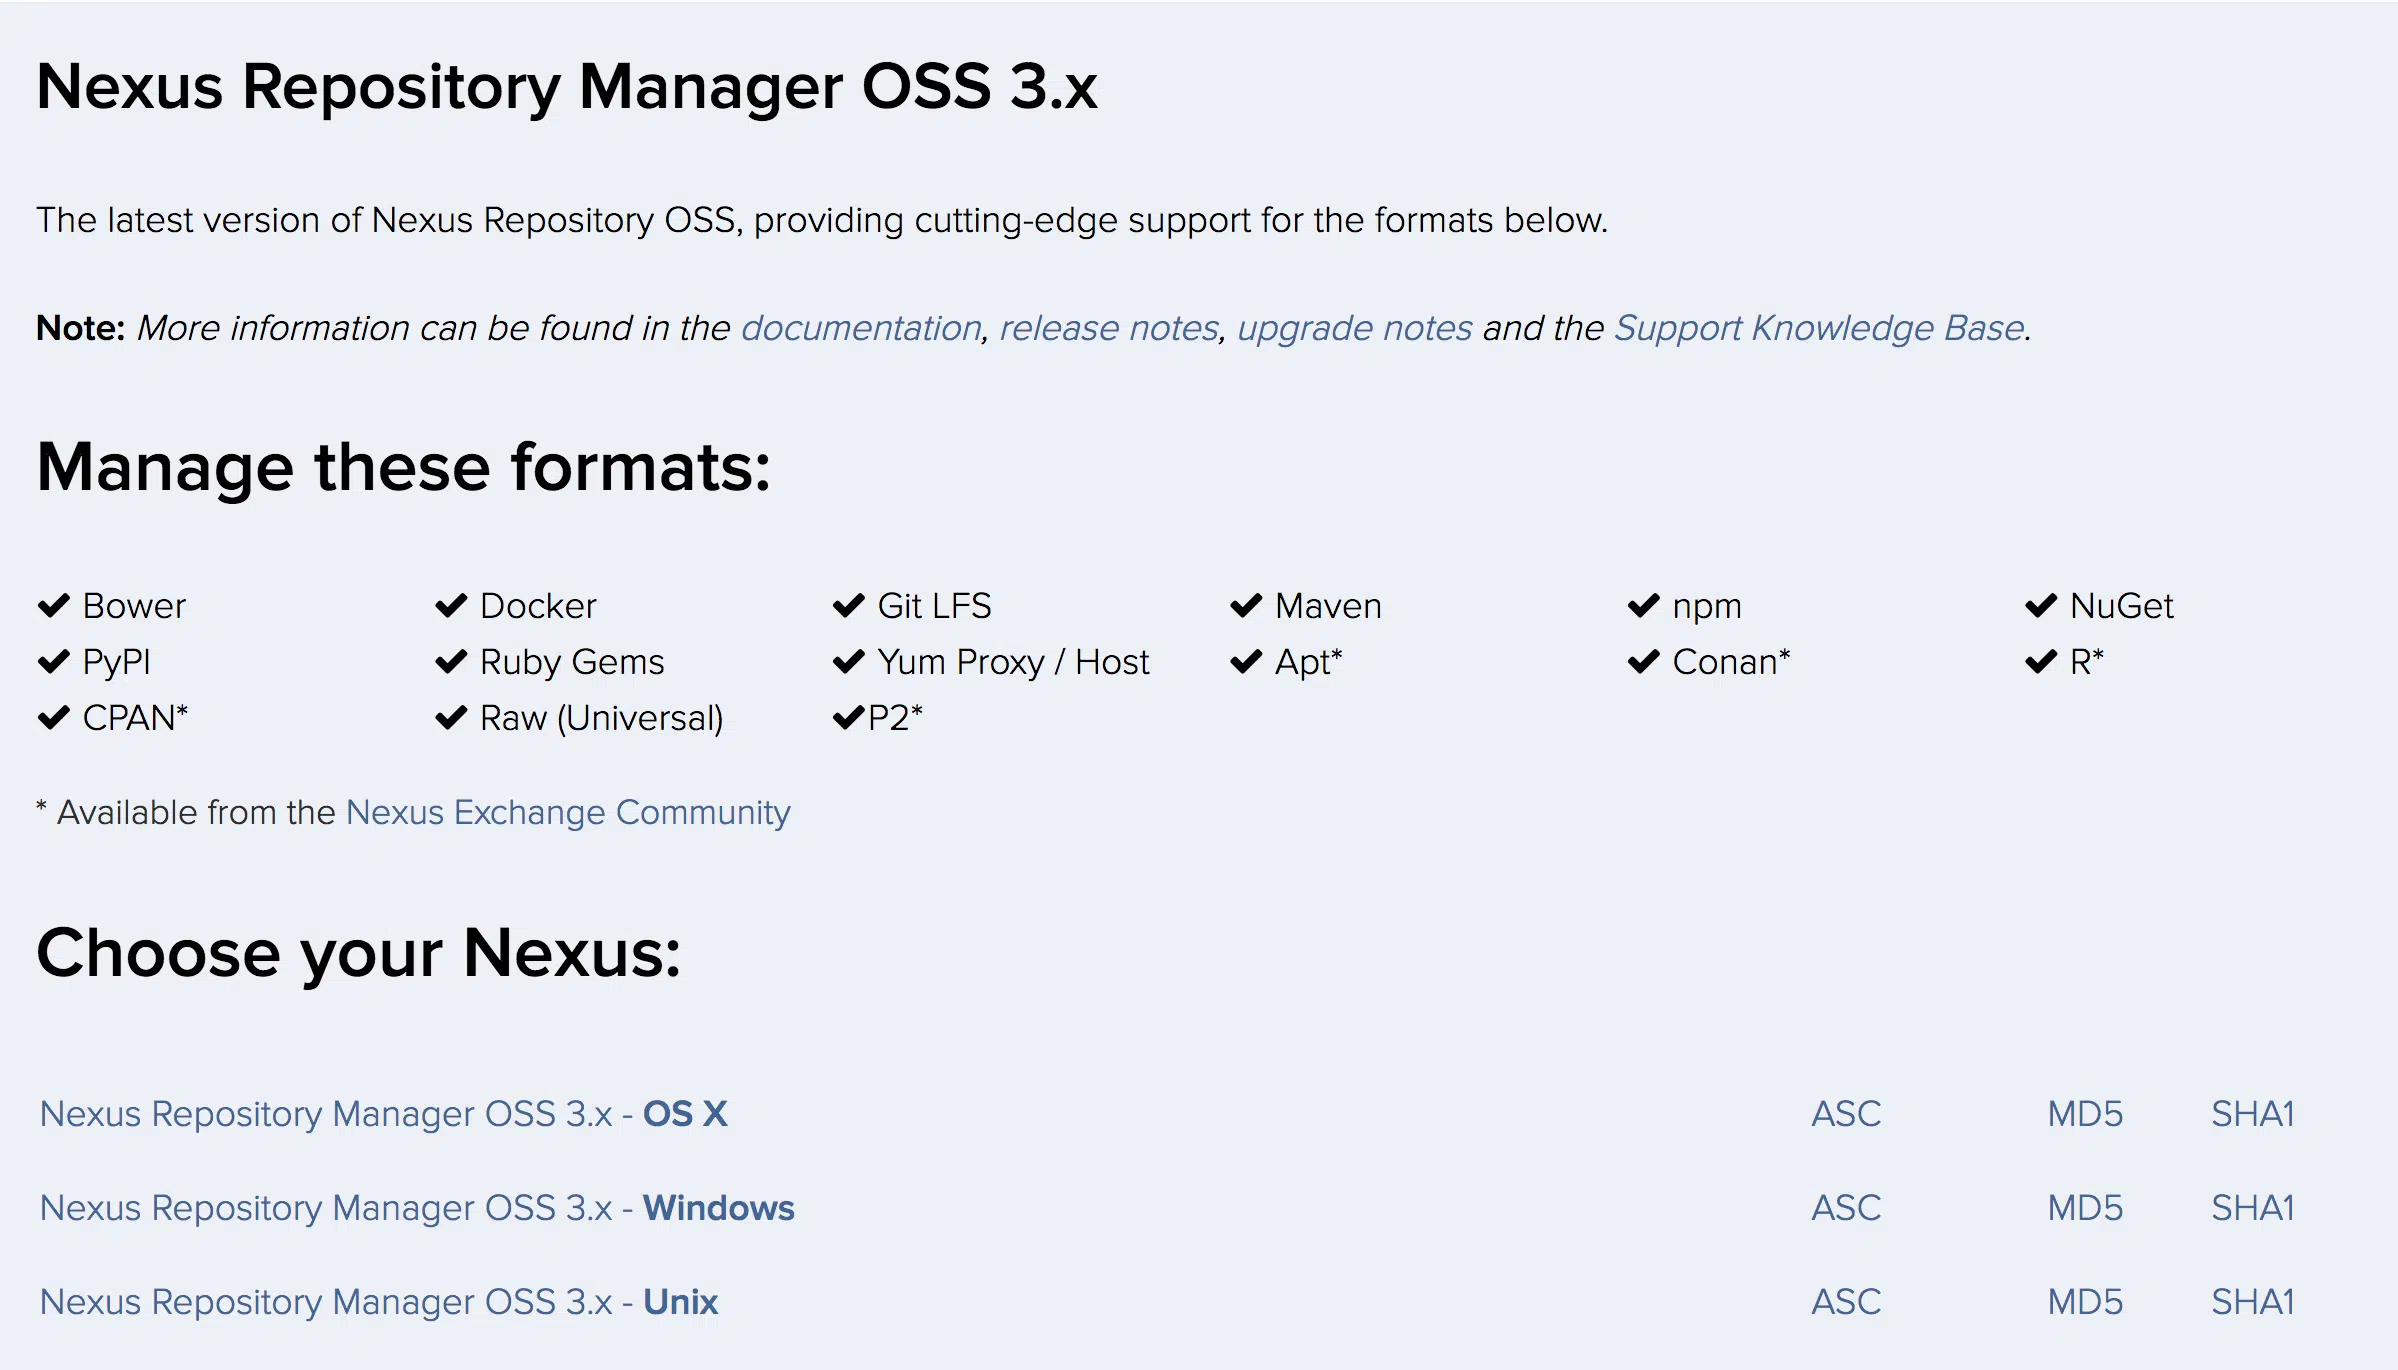 Nexus Repository Manager OSS 3.x
The latest version of Nexus Repository OSS, providing cutting-edge support for the formats below.
Note: More information can be found in the documentation, release notes, upgrade notes and the Support Knowledge Base.
Manage these formats:
✔ Bower ✔ Docker ✔ Git LFS ✔ Maven ✔ npm ✔ NuGet
✔ PyPI ✔ Ruby Gems ✔ Yum Proxy / Host ✔ Apt* ✔ Conan* ✔ R*
✔ CPAN* ✔ Raw (Universal) ✔P2*
* Available from the Nexus Exchange Community
Choose your Nexus:
Nexus Repository Manager OSS 3.x - OS X ASC MD5 SHA1
Nexus Repository Manager OSS 3.x - Windows ASC MD5 SHA1
Nexus Repository Manager OSS 3.x - Unix ASC MD5 SHA1